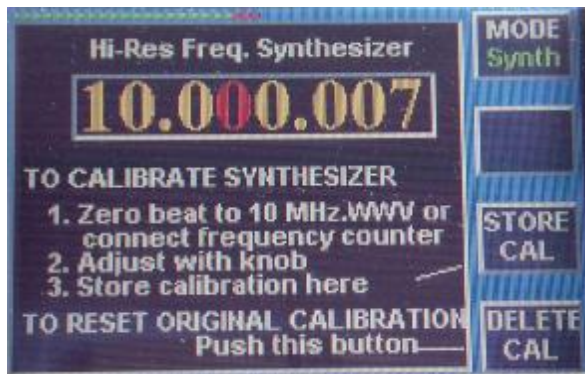 Hi-Res Freq. Synthesizer
10.000.007
TO CALIBRATE SYNTHESIZER
1. Zero beat to 10 MHz.WWV or
connect frequency counter
2. Adjust with knob
3. Store calibration here
TO RESET ORIGINAL CALIBRATION
Push this button
MODE
Synth
STORE
CAL
DELETE
CAL